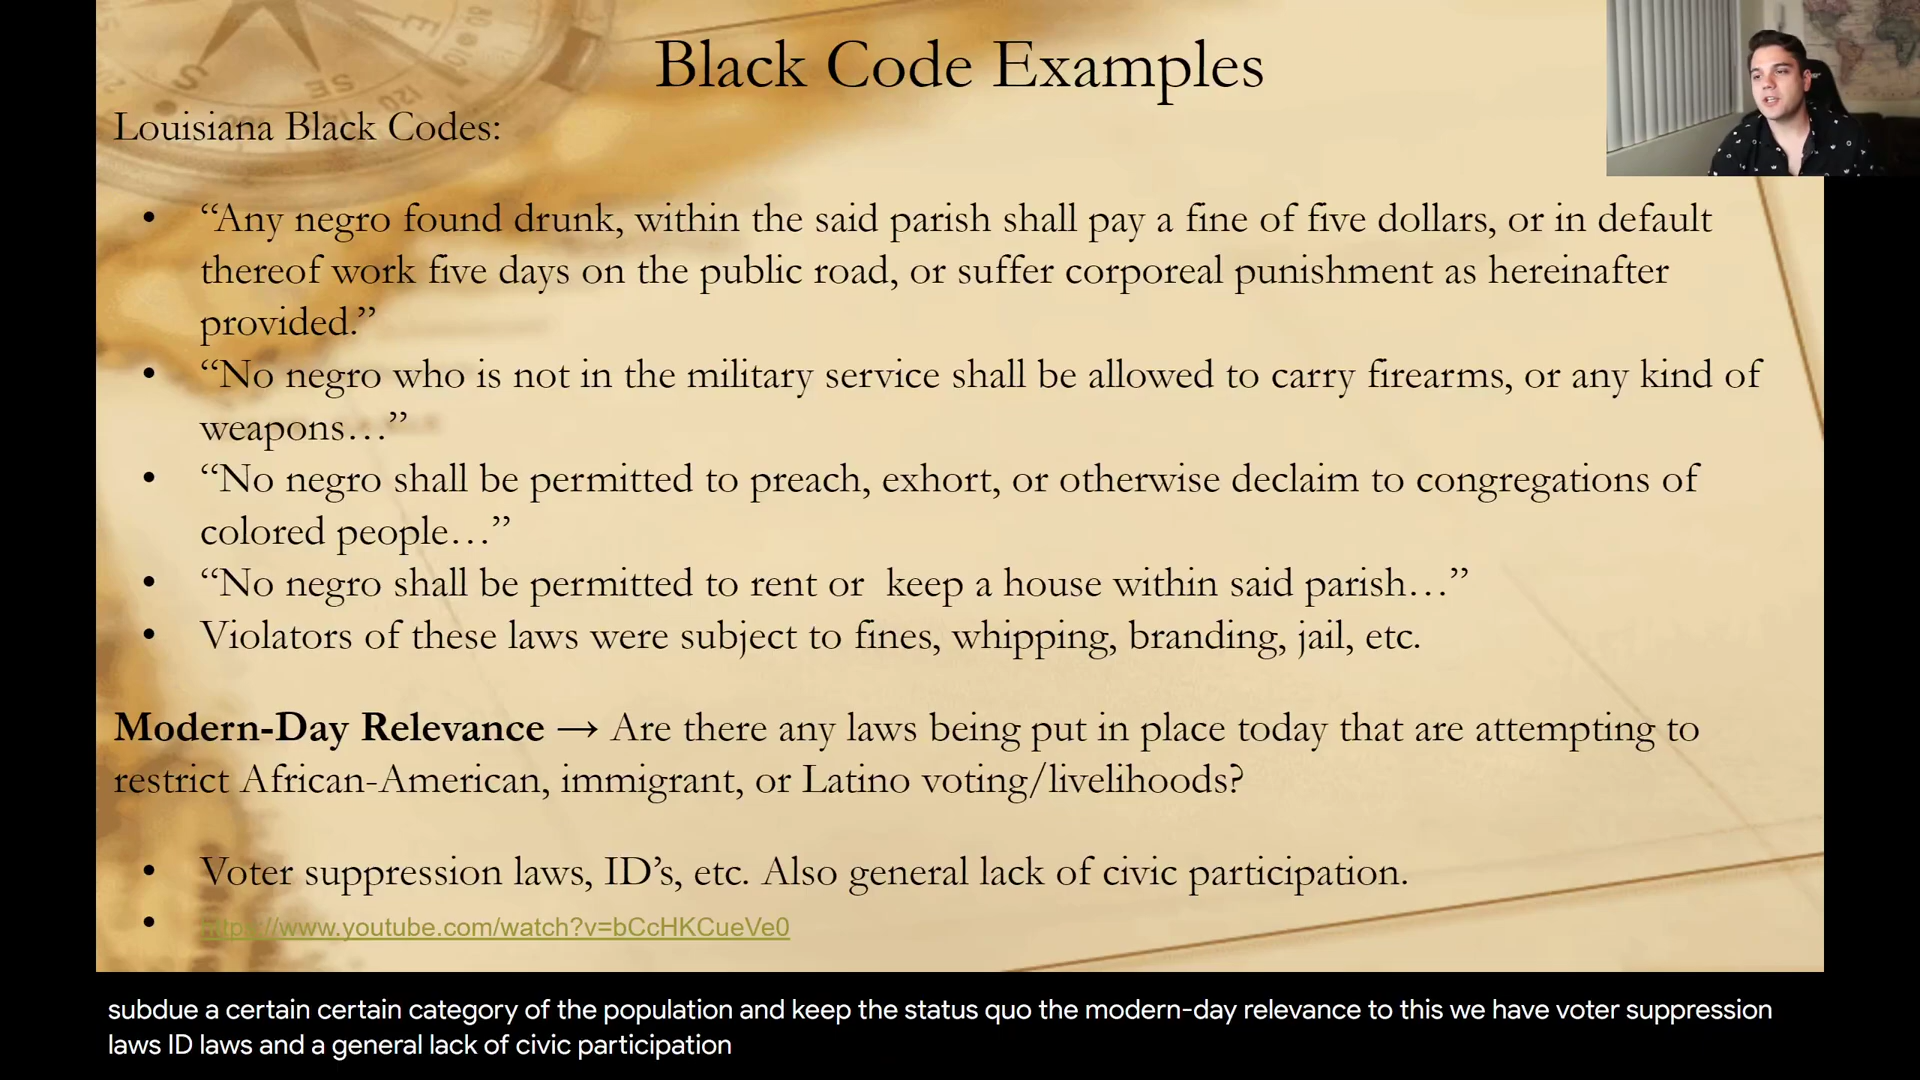 Black Code Examples
Louisiana Black Codes:
• “Any negro found drunk, within the said parish shall pay a fine of five dollars, or in default
thereof work five days on the public road, or suffer corporeal punishment as hereinafter
provided.”
• “No negro who is not in the military service shall be allowed to carry firearms, or any kind of
weapons…”
• “No negro shall be permitted to preach, exhort, or otherwise declaim to congregations of
colored people…”
• “No negro shall be permitted to rent or keep a house within said parish…”
• Violators of these laws were subject to fines, whipping, branding, jail, etc.
Modern-Day Relevance → Are there any laws being put in place today that are attempting to
restrict African-American, immigrant, or Latino voting/livelihoods?
• Voter suppression laws, ID’s, etc. Also general lack of civic participation.
• https://www.youtube.com/watch?v=bCcHKCueVe0
subdue a certain certain category of the population and keep the status quo the modern-day relevance to this we have voter suppression
laws ID laws and a general lack of civic participation
S
SE
E
120
100
80